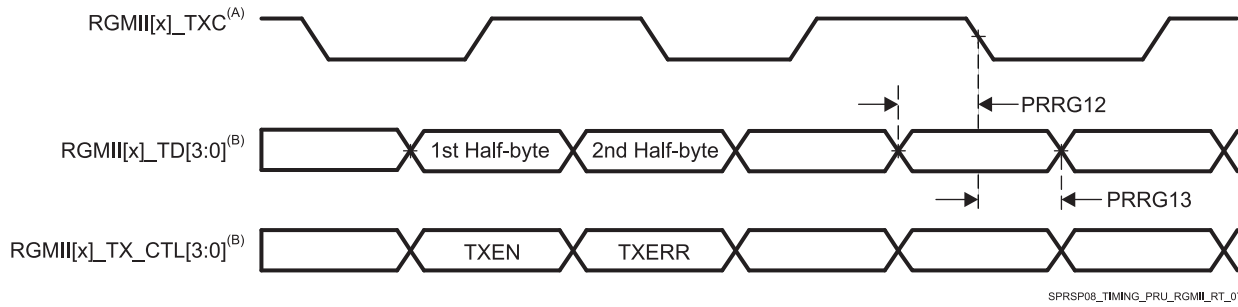 RGMII[x]_TXC(A)
PRRG12
RGMII[x]_TD[3:0](B)
1st Half-byte
2nd Half-byte
PRRG13
RGMII[x]_TX_CTL[3:0](B)
TXEN
TXERR